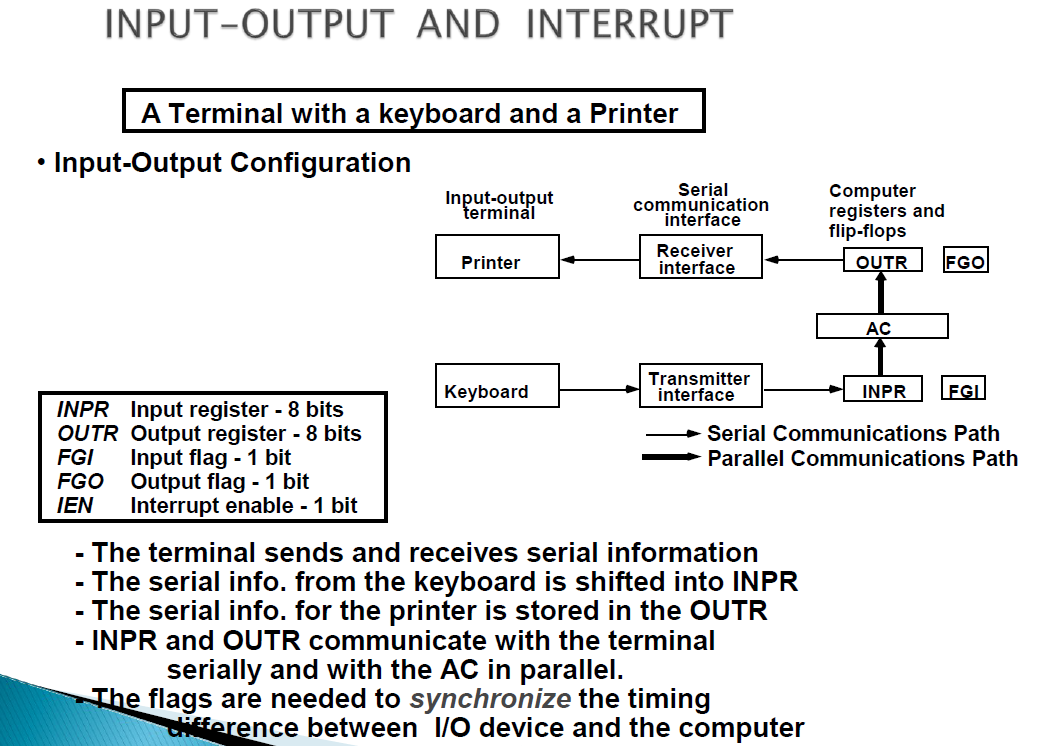 INPUT-OUTPUT AND INTERRUPT
A Terminal with a keyboard and a Printer
• Input-Output Configuration
Input-output
terminal
Serial
communication
interface
Computer
registers and
flip-flops
Printer
Receiver
interface
OUTR
FGO
AC
Keyboard
Transmitter
interface
INPR
FGI
Serial Communications Path
Parallel Communications Path
INPR Input register - 8 bits
OUTR Output register - 8 bits
FGI Input flag - 1 bit
FGO Output flag - 1 bit
IEN Interrupt enable - 1 bit
- The terminal sends and receives serial information
- The serial info. from the keyboard is shifted into INPR
- The serial info. for the printer is stored in the OUTR
- INPR and OUTR communicate with the terminal
serially and with the AC in parallel.
- The flags are needed to synchronize the timing
difference between I/O device and the computer